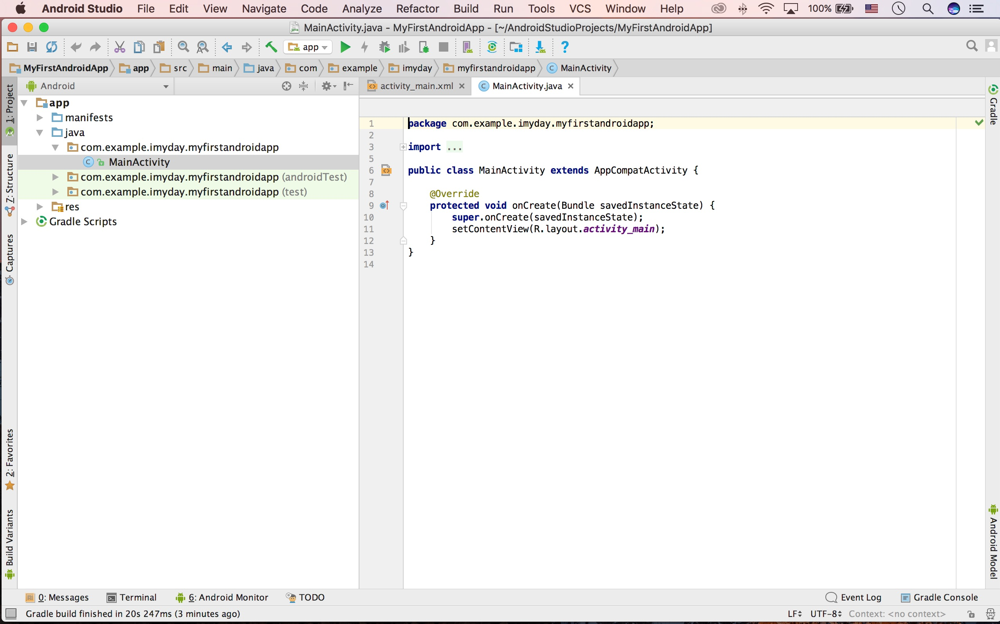 Android Studio File Edit View Navigate Code Analyze Refactor Build Run Tools VCS Window Help 100%
MainActivity.java - MyFirstAndroidApp - [~/AndroidStudioProjects/MyFirstAndroidApp]
app
MyFirstAndroidApp app src main java com example imyday myfirstandroidapp MainActivity
Android
activity_main.xml MainActivity.java
1: Project
7: Structure
Captures
2: Favorites
Build Variants
app
manifests
java
com.example.imyday.myfirstandroidapp
MainActivity
com.example.imyday.myfirstandroidapp (androidTest)
com.example.imyday.myfirstandroidapp (test)
res
Gradle Scripts
1 package com.example.imyday.myfirstandroidapp;
2
3 import ...
5
6 public class MainActivity extends AppCompatActivity {
7
8 @Override
9 protected void onCreate(Bundle savedInstanceState) {
10 super.onCreate(savedInstanceState);
11 setContentView(R.layout.activity_main);
12 }
13 }
14
Gradle
Android Model
0: Messages Terminal 6: Android Monitor TODO Event Log Gradle Console
Gradle build finished in 20s 247ms (3 minutes ago) LF UTF-8 Context: <no context>